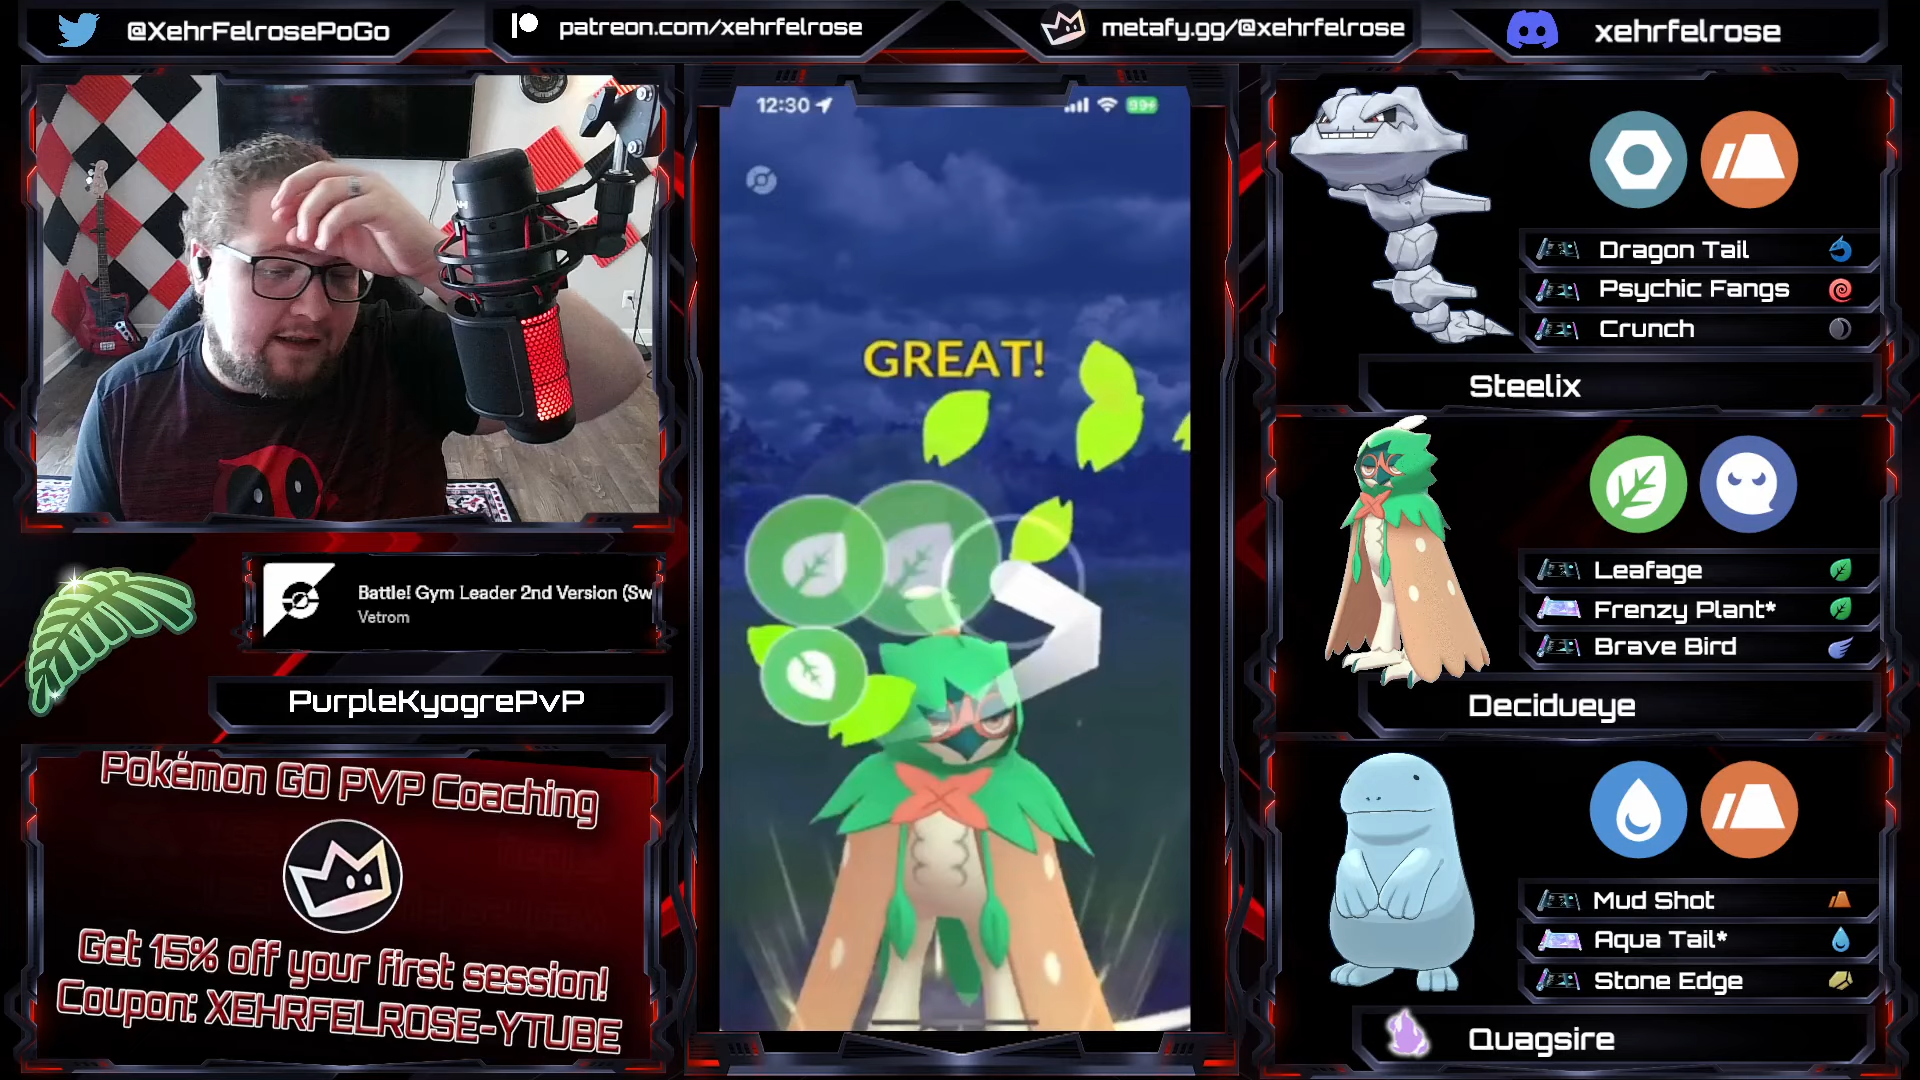 @XehrFelrosePoGo
patreon.com/xehrfelrose
metafy.gg/@xehrfelrose
xehrfelrose
12:30
99+
GREAT!
Battle! Gym Leader 2nd Version (Sw
Vetrom
PurpleKyogrePvP
Pokémon GO PVP Coaching
Get 15% off your first session!
Coupon: XEHRFELROSE-YTUBE
Dragon Tail
Psychic Fangs
Crunch
Steelix
Leafage
Frenzy Plant*
Brave Bird
Decidueye
Mud Shot
Aqua Tail*
Stone Edge
Quagsire